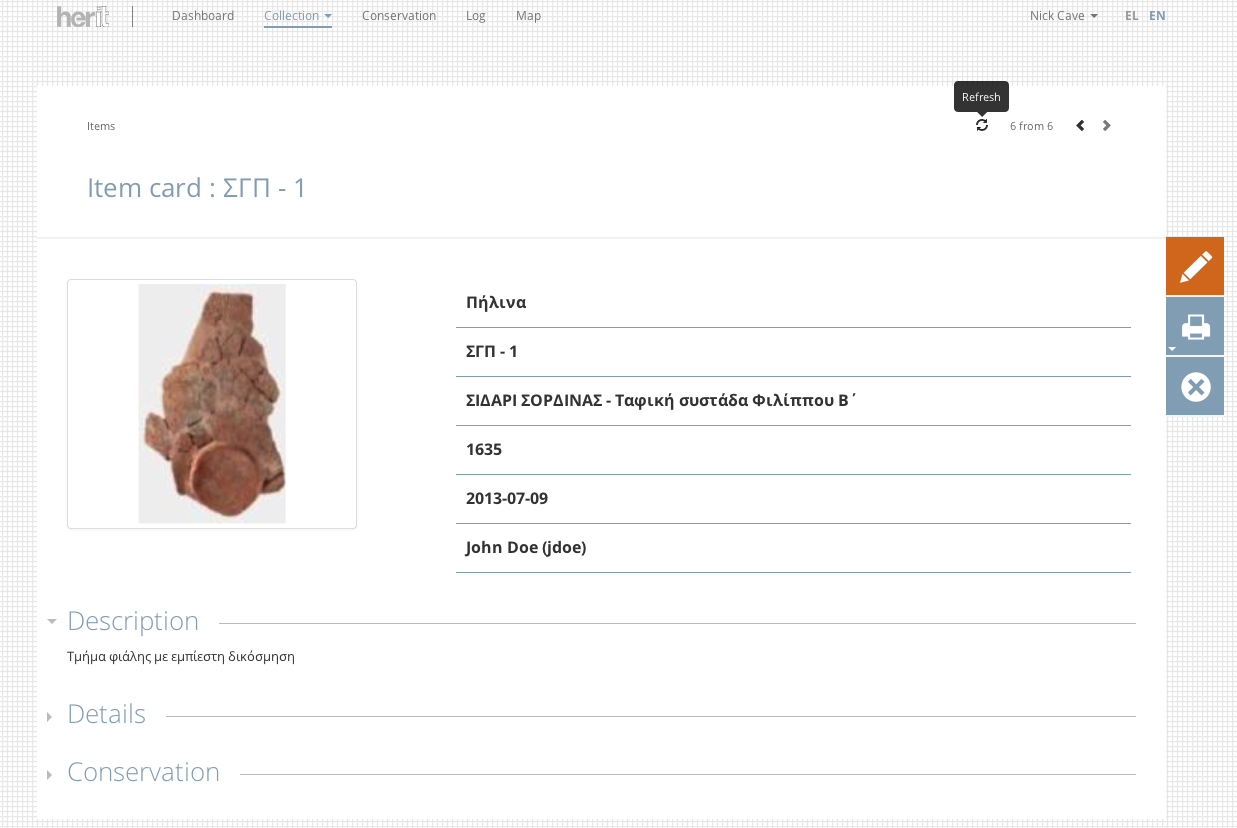 herit Dashboard Collection Conservation Log Map Nick Cave EL EN
Refresh
Items 6 from 6
Item card : ΣΓΠ - 1
Πήλινα
ΣΓΠ - 1
ΣΙΔΑΡΙ ΣΟΡΔΙΝΑΣ - Ταφική συστάδα Φιλίππου Β΄
1635
2013-07-09
John Doe (jdoe)
Description
Τμήμα φιάλης με εμπίεστη δικόσμηση
Details
Conservation